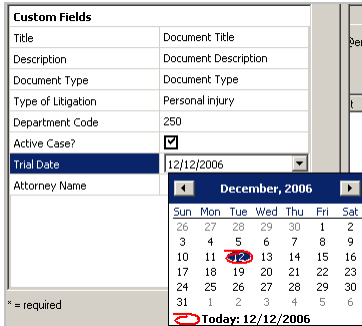 Custom Fields
Title Document Title
Description Document Description
Document Type Document Type
Type of Litigation Personal injury
Department Code 250
Active Case?
Trial Date 12/12/2006
Attorney Name
December, 2006
Sun Mon Tue Wed Thu Fri Sat
26 27 28 29 30 1 2
3 4 5 6 7 8 9
10 11 12 13 14 15 16
17 18 19 20 21 22 23
24 25 26 27 28 29 30
31 1 2 3 4 5 6
Today: 12/12/2006
* = required